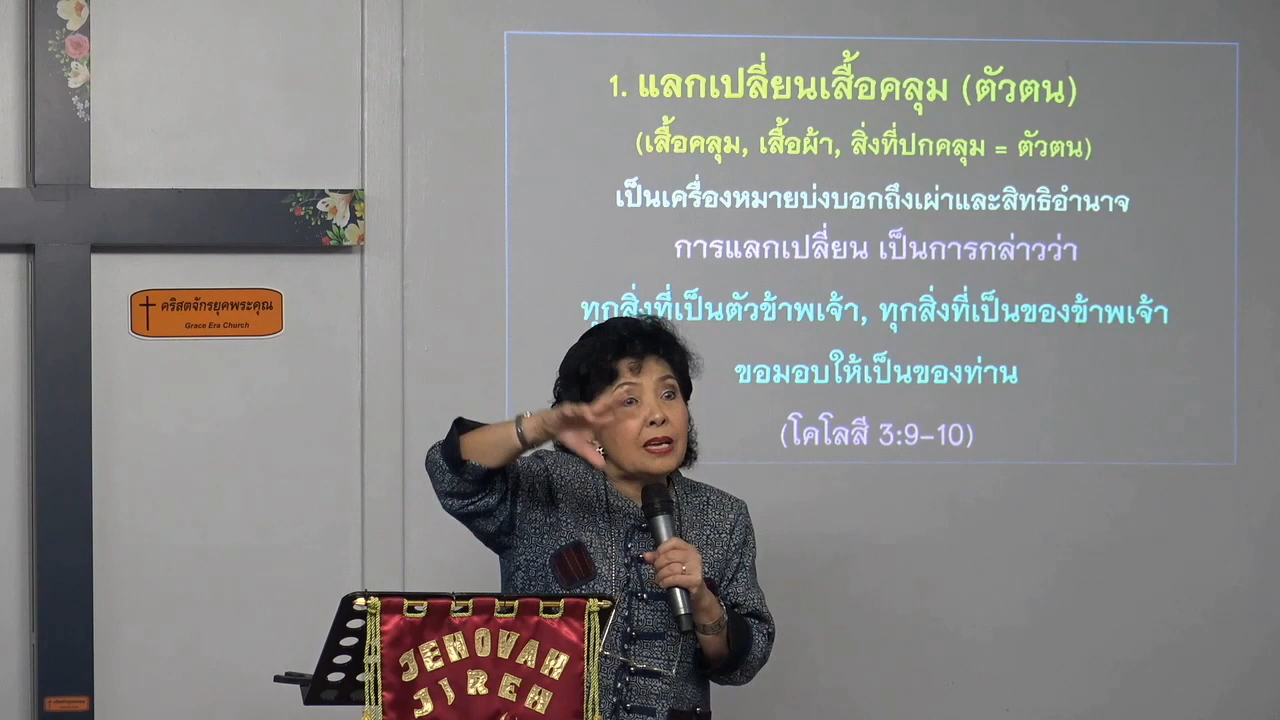 1. แลกเปลี่ยนเสื้อคลุม (ตัวตน)
(เสื้อคลุม, เสื้อผ้า, สิ่งที่ปกคลุม = ตัวตน)
เป็นเครื่องหมายบ่งบอกถึงเผ่าและสิทธิอำนาจ
การแลกเปลี่ยน เป็นการกล่าวว่า
ทุกสิ่งที่เป็นตัวข้าพเจ้า, ทุกสิ่งที่เป็นของข้าพเจ้า
ขอมอบให้เป็นของท่าน
(โคโลสี 3:9-10)
คริสตจักรยุคพระคุณ
Grace Era Church
JEHOVAH
JIREH